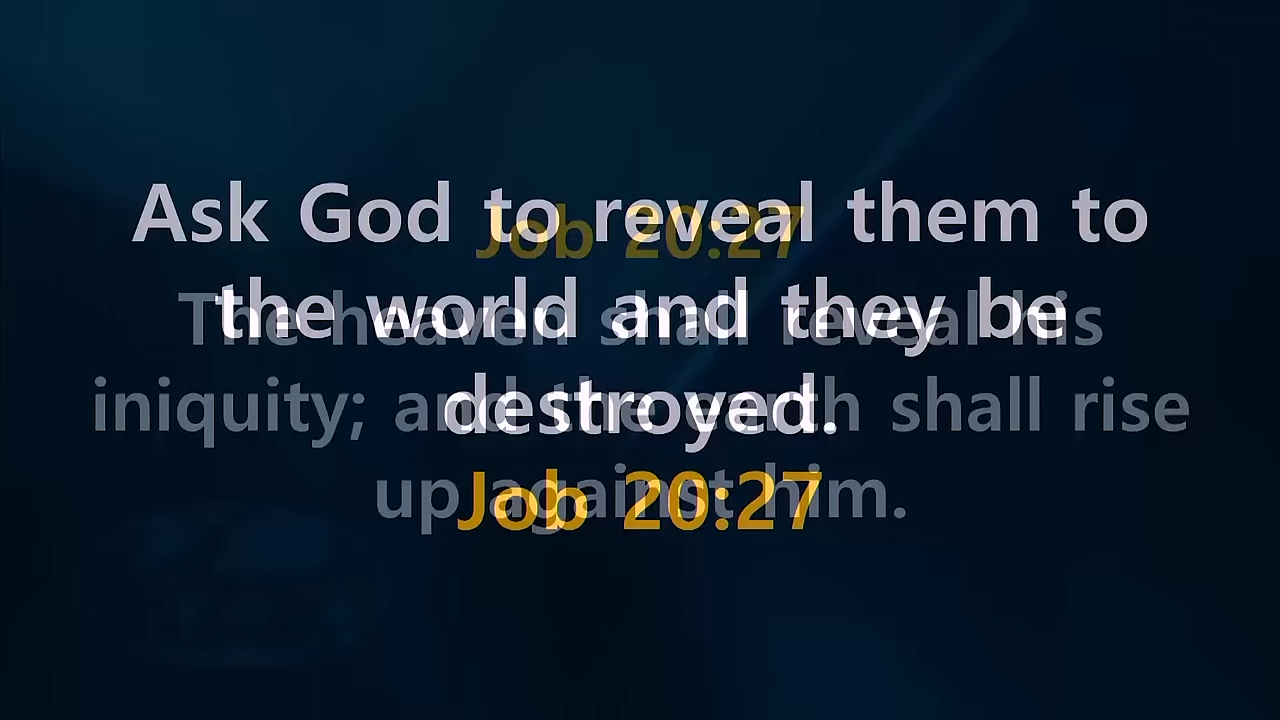 Ask God to reveal them to
the world and they be
destroyed.
Job 20:27
Job 20:27
The heaven shall reveal his
iniquity; and the earth shall rise
up against him.